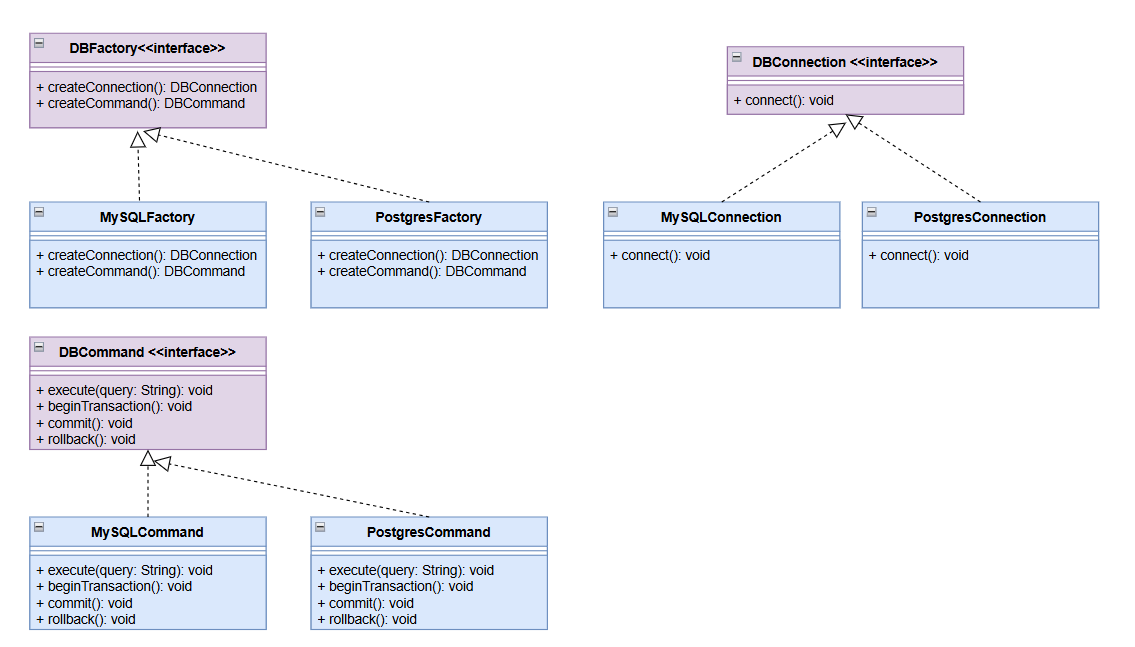 DBFactory<<interface>>
+ createConnection(): DBConnection
+ createCommand(): DBCommand
DBConnection <<interface>>
+ connect(): void
MySQLFactory
+ createConnection(): DBConnection
+ createCommand(): DBCommand
PostgresFactory
+ createConnection(): DBConnection
+ createCommand(): DBCommand
MySQLConnection
+ connect(): void
PostgresConnection
+ connect(): void
DBCommand <<interface>>
+ execute(query: String): void
+ beginTransaction(): void
+ commit(): void
+ rollback(): void
MySQLCommand
+ execute(query: String): void
+ beginTransaction(): void
+ commit(): void
+ rollback(): void
PostgresCommand
+ execute(query: String): void
+ beginTransaction(): void
+ commit(): void
+ rollback(): void